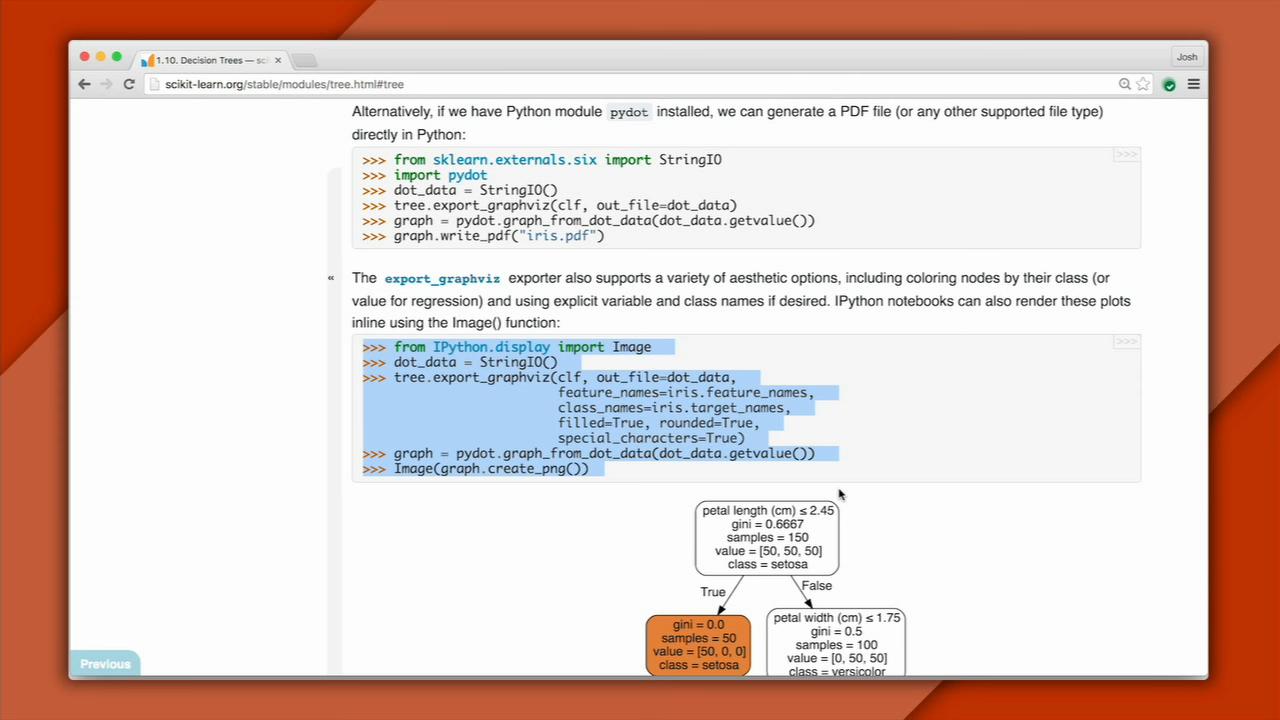 1.10. Decision Trees — sci
Josh
scikit-learn.org/stable/modules/tree.html#tree
Alternatively, if we have Python module pydot installed, we can generate a PDF file (or any other supported file type)
directly in Python:
>>>
>>> from sklearn.externals.six import StringIO
>>> import pydot
>>> dot_data = StringIO()
>>> tree.export_graphviz(clf, out_file=dot_data)
>>> graph = pydot.graph_from_dot_data(dot_data.getvalue())
>>> graph.write_pdf("iris.pdf")
«
The export_graphviz exporter also supports a variety of aesthetic options, including coloring nodes by their class (or
value for regression) and using explicit variable and class names if desired. IPython notebooks can also render these plots
inline using the Image() function:
>>>
>>> from IPython.display import Image
>>> dot_data = StringIO()
>>> tree.export_graphviz(clf, out_file=dot_data,
feature_names=iris.feature_names,
class_names=iris.target_names,
filled=True, rounded=True,
special_characters=True)
>>> graph = pydot.graph_from_dot_data(dot_data.getvalue())
>>> Image(graph.create_png())
petal length (cm) ≤ 2.45
gini = 0.6667
samples = 150
value = [50, 50, 50]
class = setosa
True
False
gini = 0.0
samples = 50
value = [50, 0, 0]
class = setosa
petal width (cm) ≤ 1.75
gini = 0.5
samples = 100
value = [0, 50, 50]
class = versicolor
Previous